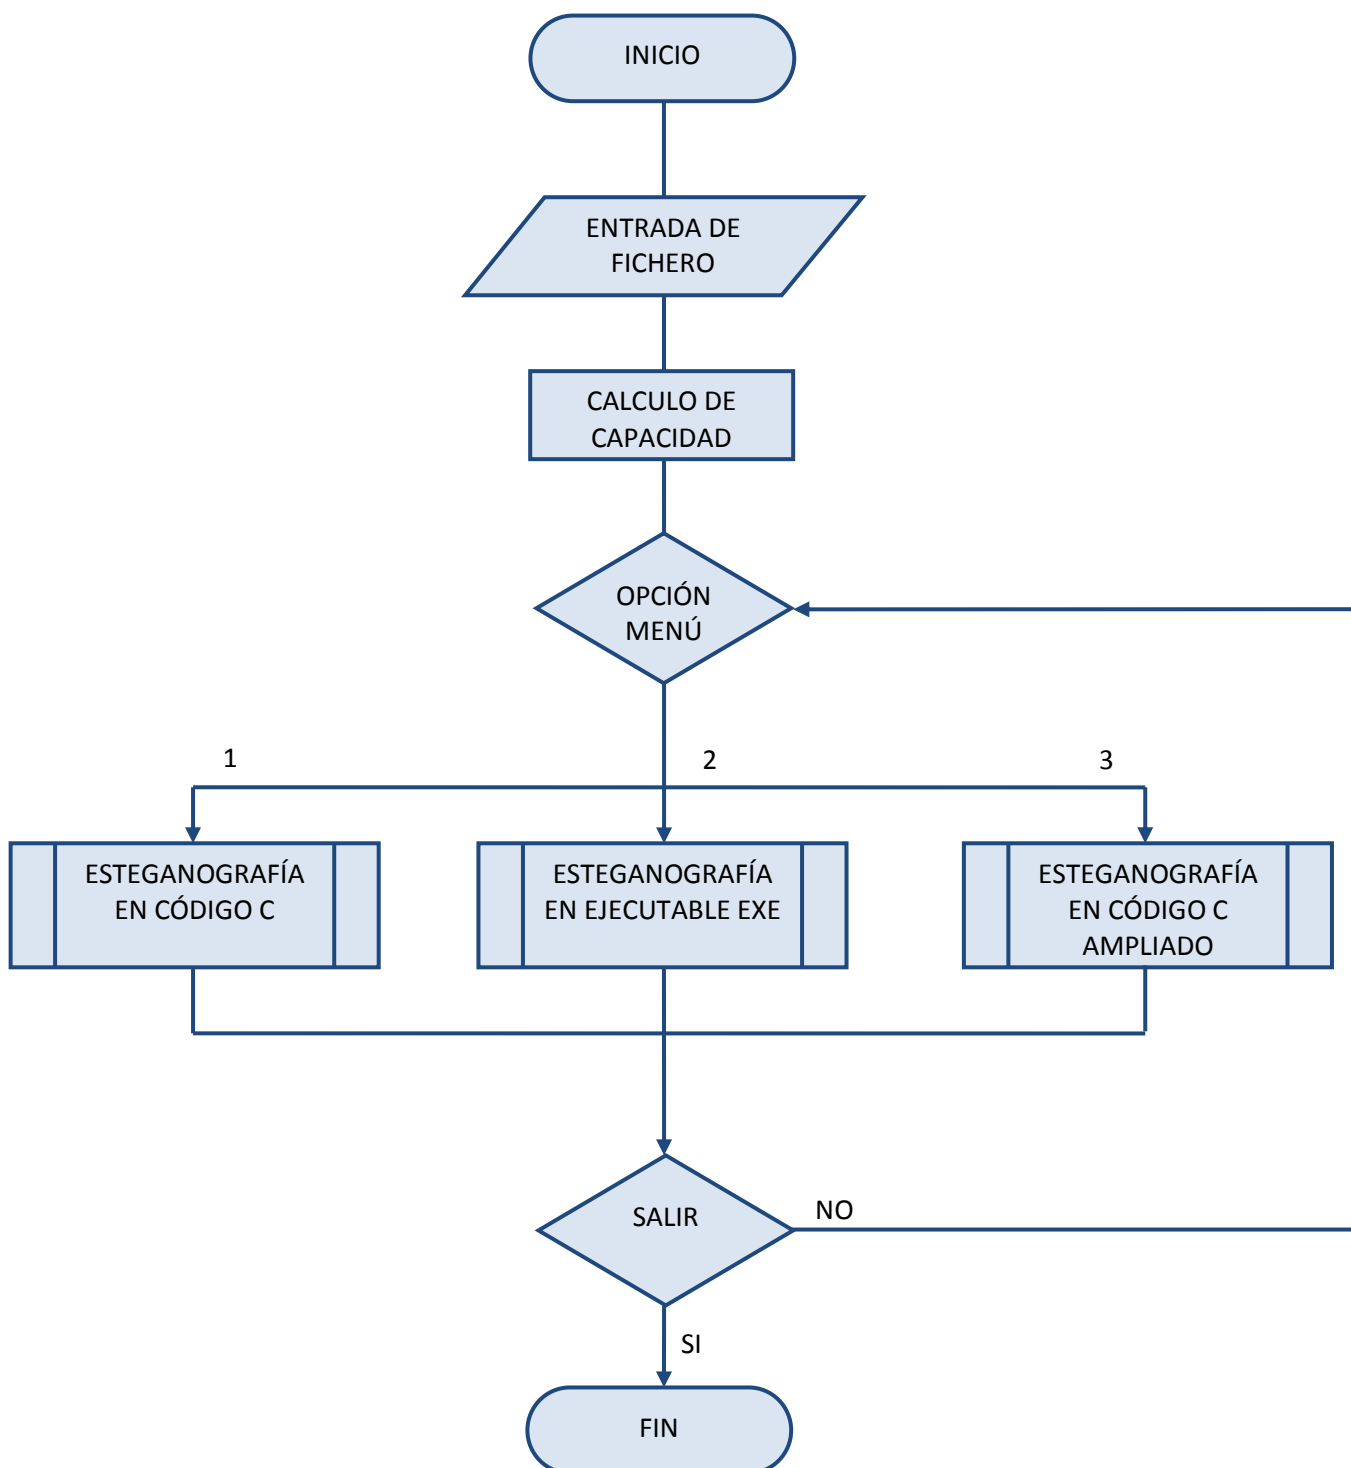 INICIO
ENTRADA DE
FICHERO
CALCULO DE
CAPACIDAD
OPCIÓN
MENÚ
1
2
3
ESTEGANOGRAFÍA
EN CÓDIGO C
ESTEGANOGRAFÍA
EN EJECUTABLE EXE
ESTEGANOGRAFÍA
EN CÓDIGO C
AMPLIADO
SALIR
NO
SI
FIN